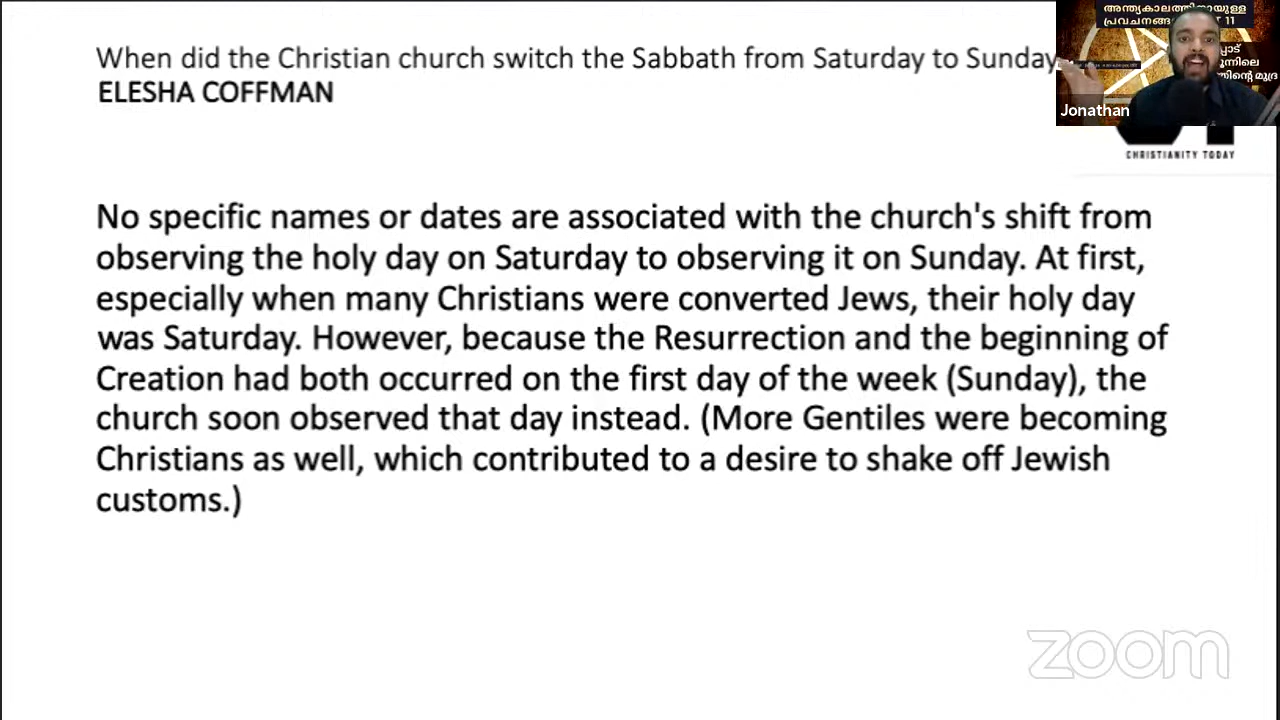 When did the Christian church switch the Sabbath from Saturday to Sunday
ELESHA COFFMAN
അന്ത്യകാലത്തിനായുള്ള
Jonathan
CHRISTIANITY TODAY
No specific names or dates are associated with the church's shift from
observing the holy day on Saturday to observing it on Sunday. At first,
especially when many Christians were converted Jews, their holy day
was Saturday. However, because the Resurrection and the beginning of
Creation had both occurred on the first day of the week (Sunday), the
church soon observed that day instead. (More Gentiles were becoming
Christians as well, which contributed to a desire to shake off Jewish
customs.)
zoom